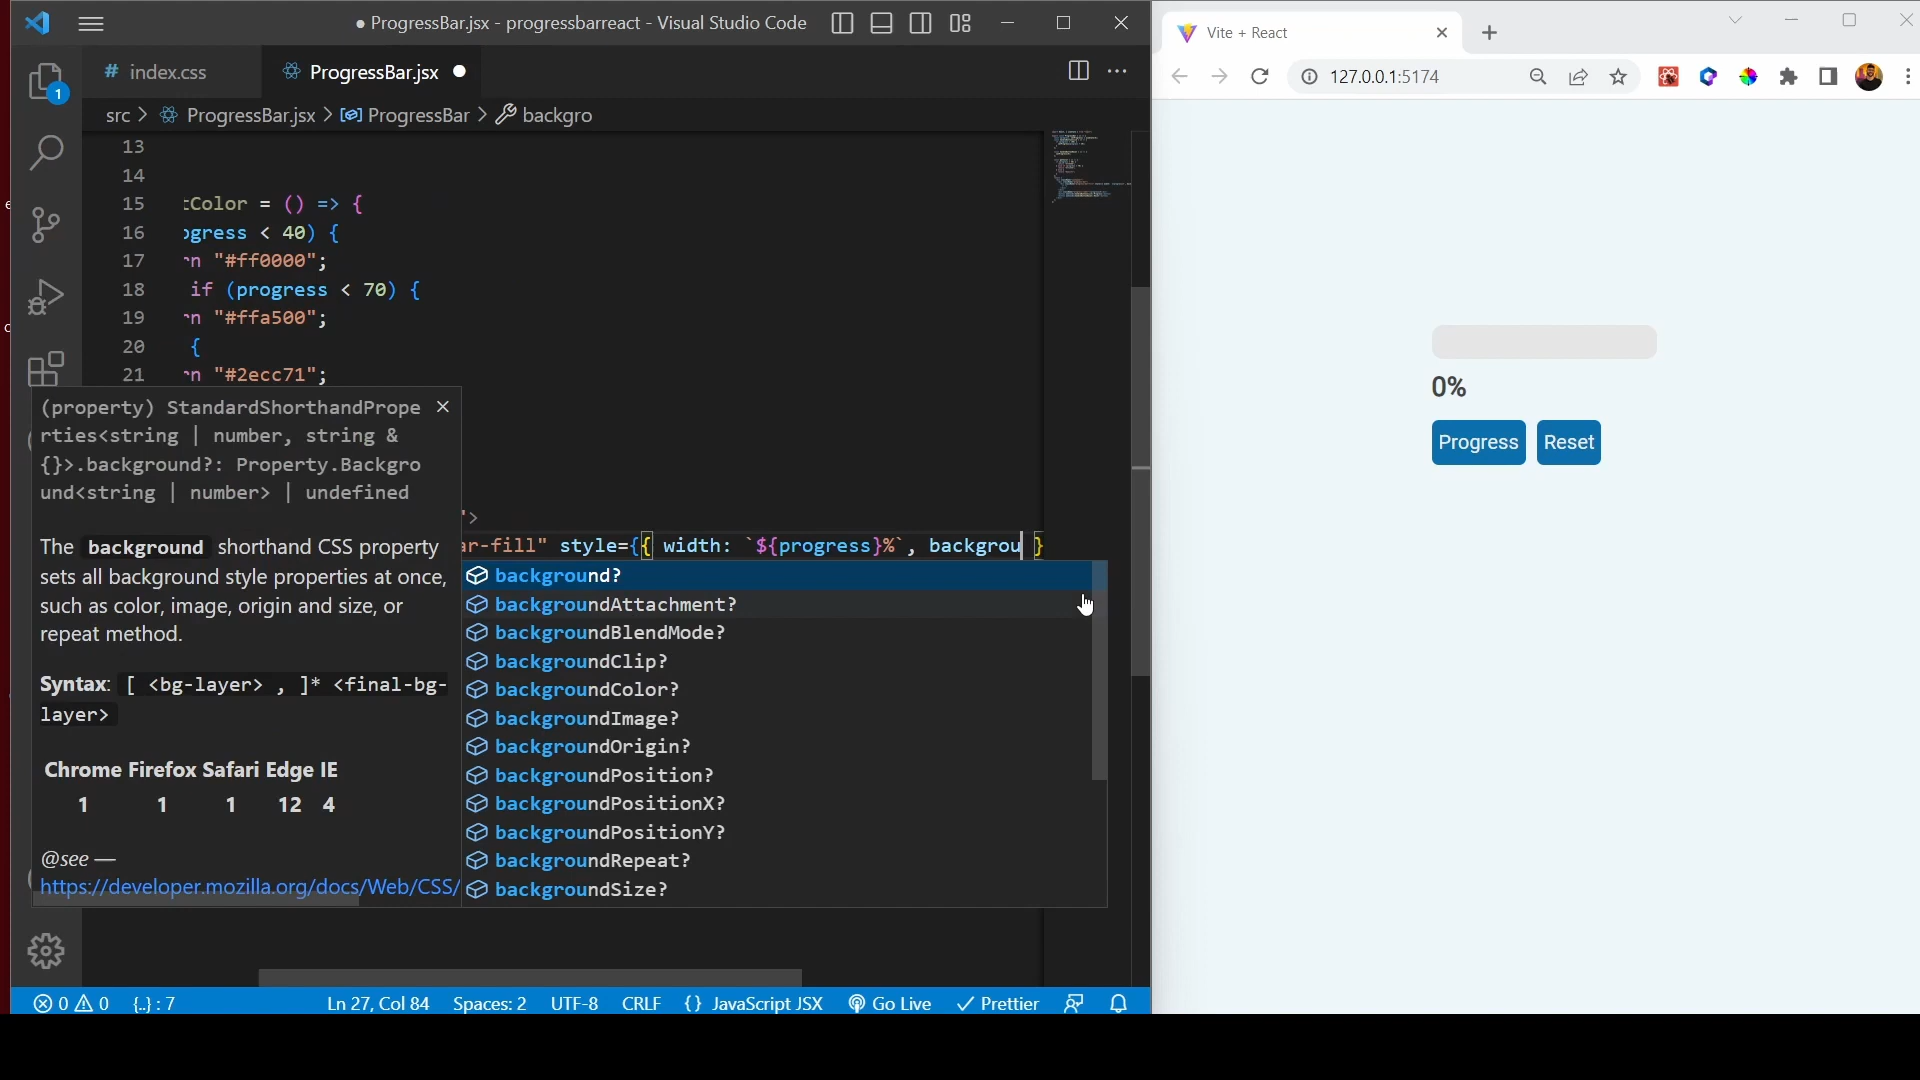 ProgressBar.jsx - progressbarreact - Visual Studio Code
# index.css
ProgressBar.jsx
1
src > ProgressBar.jsx > ProgressBar > backgro
13
14
15 tColor = () => {
16 ogress < 40) {
17 rn "#ff0000";
18 if (progress < 70) {
19 rn "#ffa500";
20 {
21 rn "#2ecc71";
(property) StandardShorthandPrope
rties<string | number, string &
{}>.background?: Property.Backgro
und<string | number> | undefined
The background shorthand CSS property
sets all background style properties at once,
such as color, image, origin and size, or
repeat method.
Syntax: [ <bg-layer> , ]* <final-bg-
layer>
Chrome Firefox Safari Edge IE
1 1 1 12 4
@see —
https://developer.mozilla.org/docs/Web/CSS/
">
ar-fill" style={{ width: `${progress}%`, backgrou }
background?
backgroundAttachment?
backgroundBlendMode?
backgroundClip?
backgroundColor?
backgroundImage?
backgroundOrigin?
backgroundPosition?
backgroundPositionX?
backgroundPositionY?
backgroundRepeat?
backgroundSize?
0 0 {..} : 7 Ln 27, Col 84 Spaces: 2 UTF-8 CRLF {} JavaScript JSX Go Live Prettier
Vite + React
127.0.0.1:5174
0%
Progress
Reset